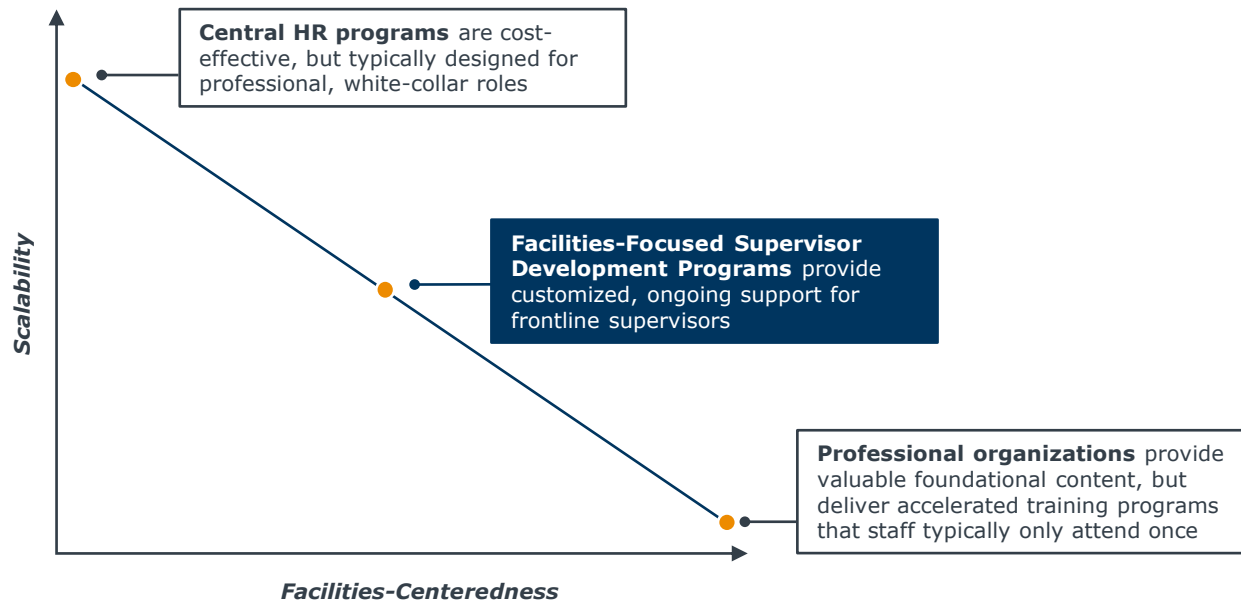 Central HR programs are cost-
effective, but typically designed for
professional, white-collar roles
Scalability
Facilities-Focused Supervisor
Development Programs provide
customized, ongoing support for
frontline supervisors
Professional organizations provide
valuable foundational content, but
deliver accelerated training programs
that staff typically only attend once
Facilities-Centeredness